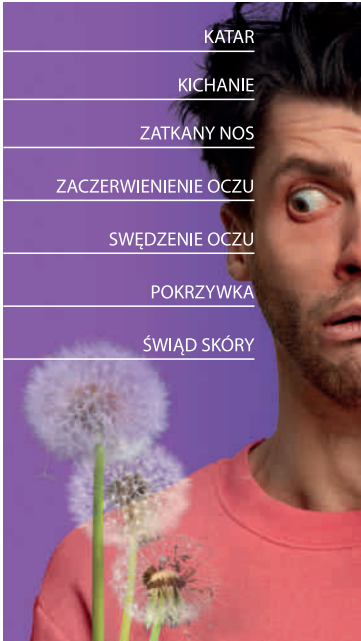 KATAR
KICHANIE
ZATKANY NOS
ZACZERWIENIENIE OCZU
SWĘDZENIE OCZU
POKRZYWKA
ŚWIĄD SKÓRY